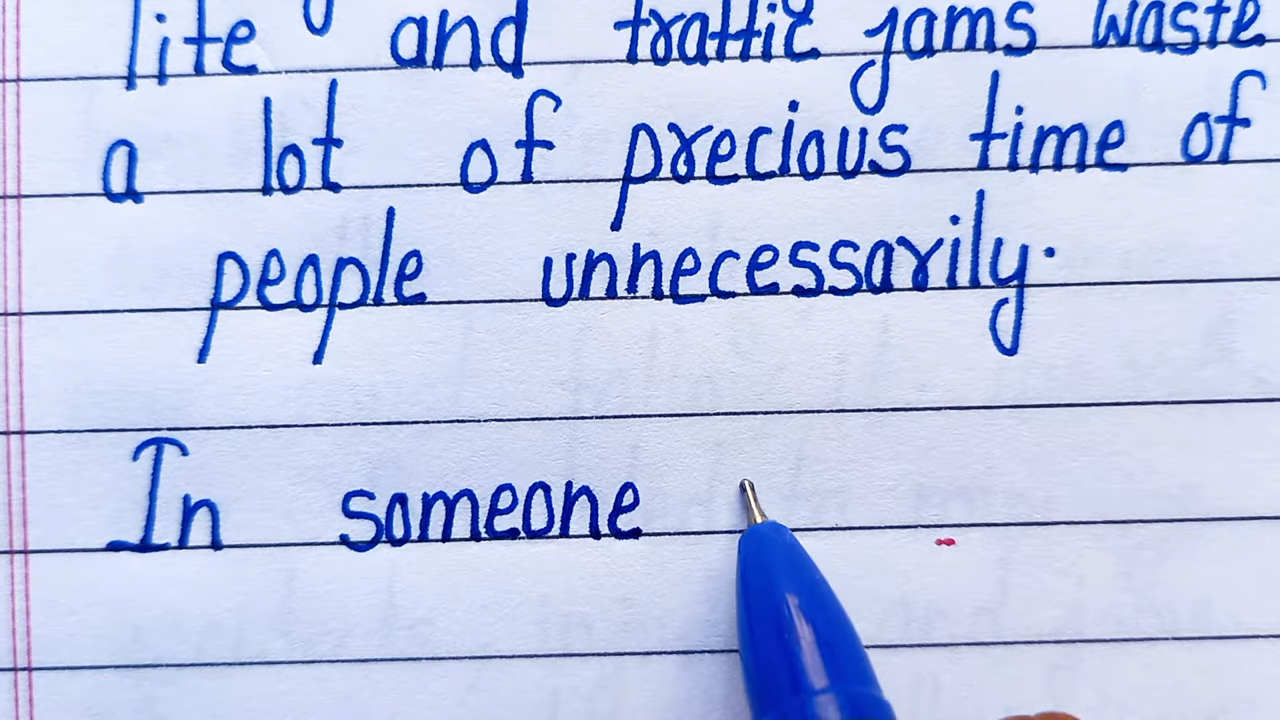 life and traffic jams waste
a lot of precious time of
people unnecessarily.
In someone